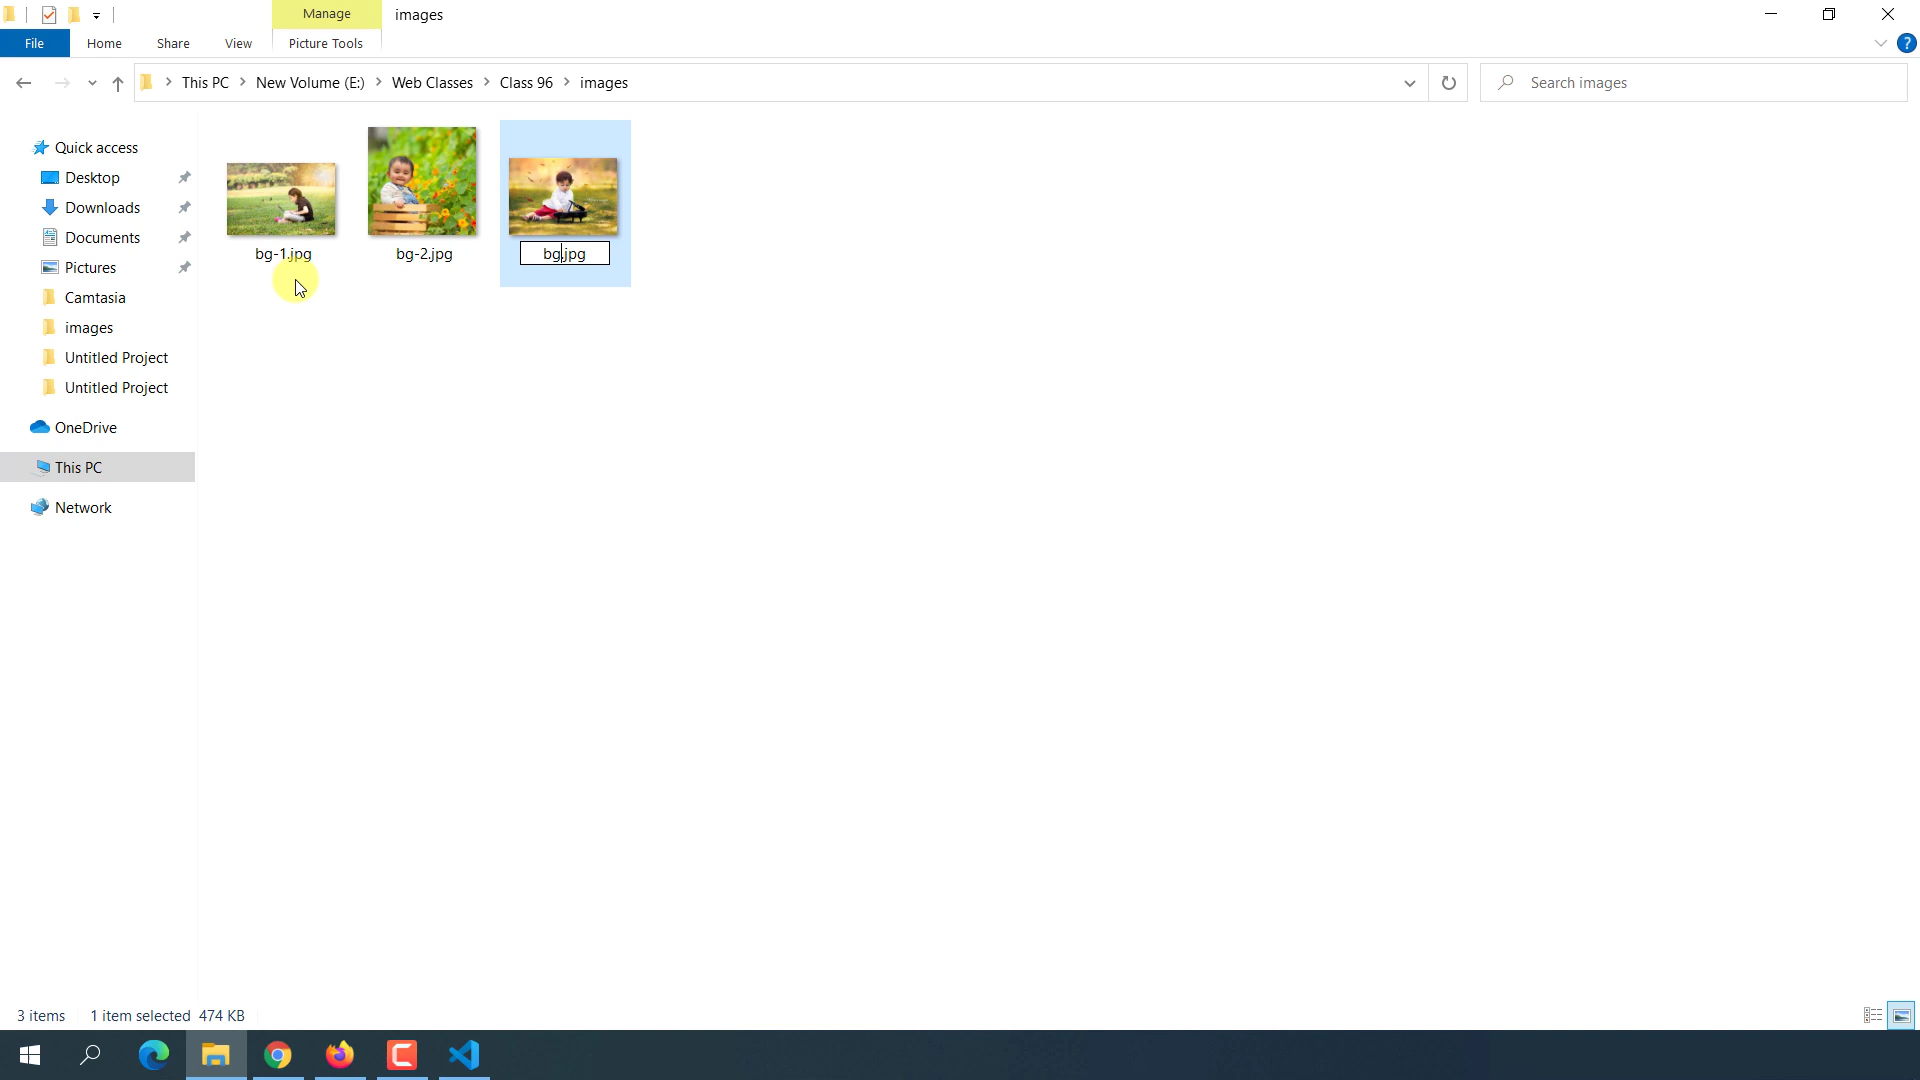 Manage
images
File
Home
Share
View
Picture Tools
This PC
New Volume (E:)
Web Classes
Class 96
images
Search images
Quick access
Desktop
Downloads
Documents
Pictures
Camtasia
images
Untitled Project
Untitled Project
OneDrive
This PC
Network
bg-1.jpg
bg-2.jpg
bg.jpg
3 items
1 item selected 474 KB